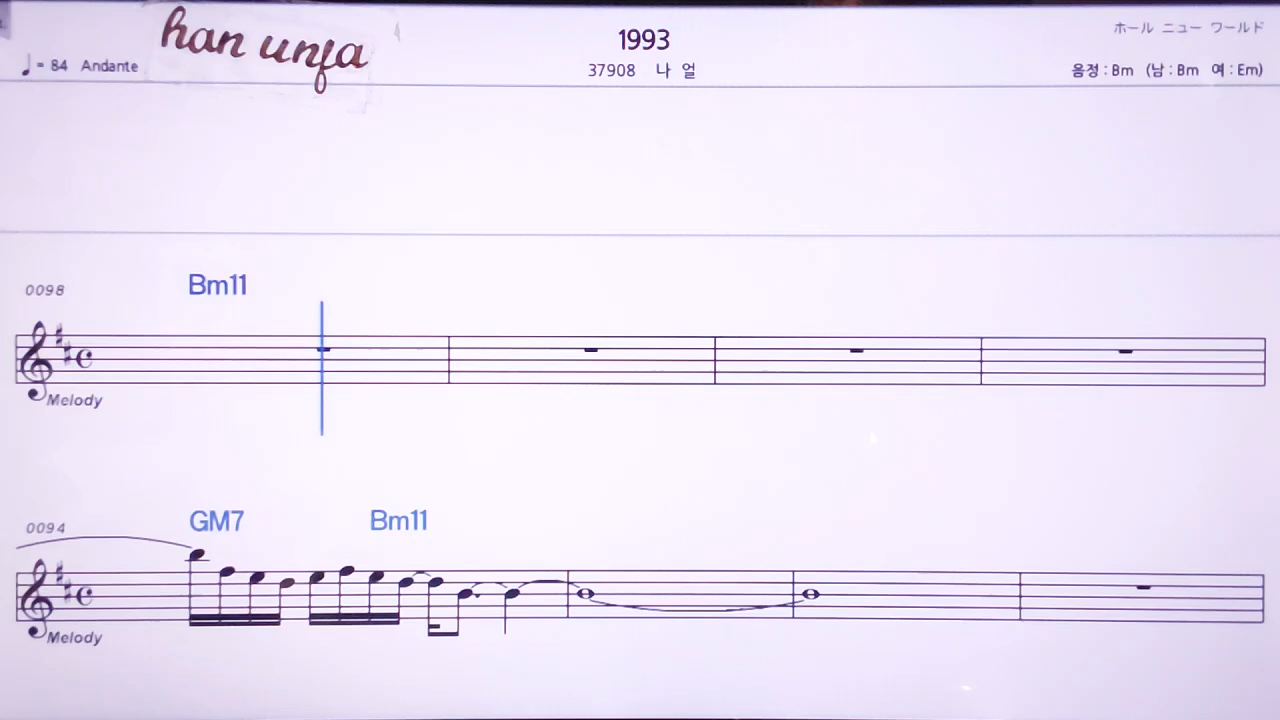 han unfa
1993
ホール ニュー ワールド
♩= 84 Andante
37908 나 얼
음정 : Bm (남 : Bm 여 : Em)
0098
Bm11
Melody
0094
GM7 Bm11
Melody